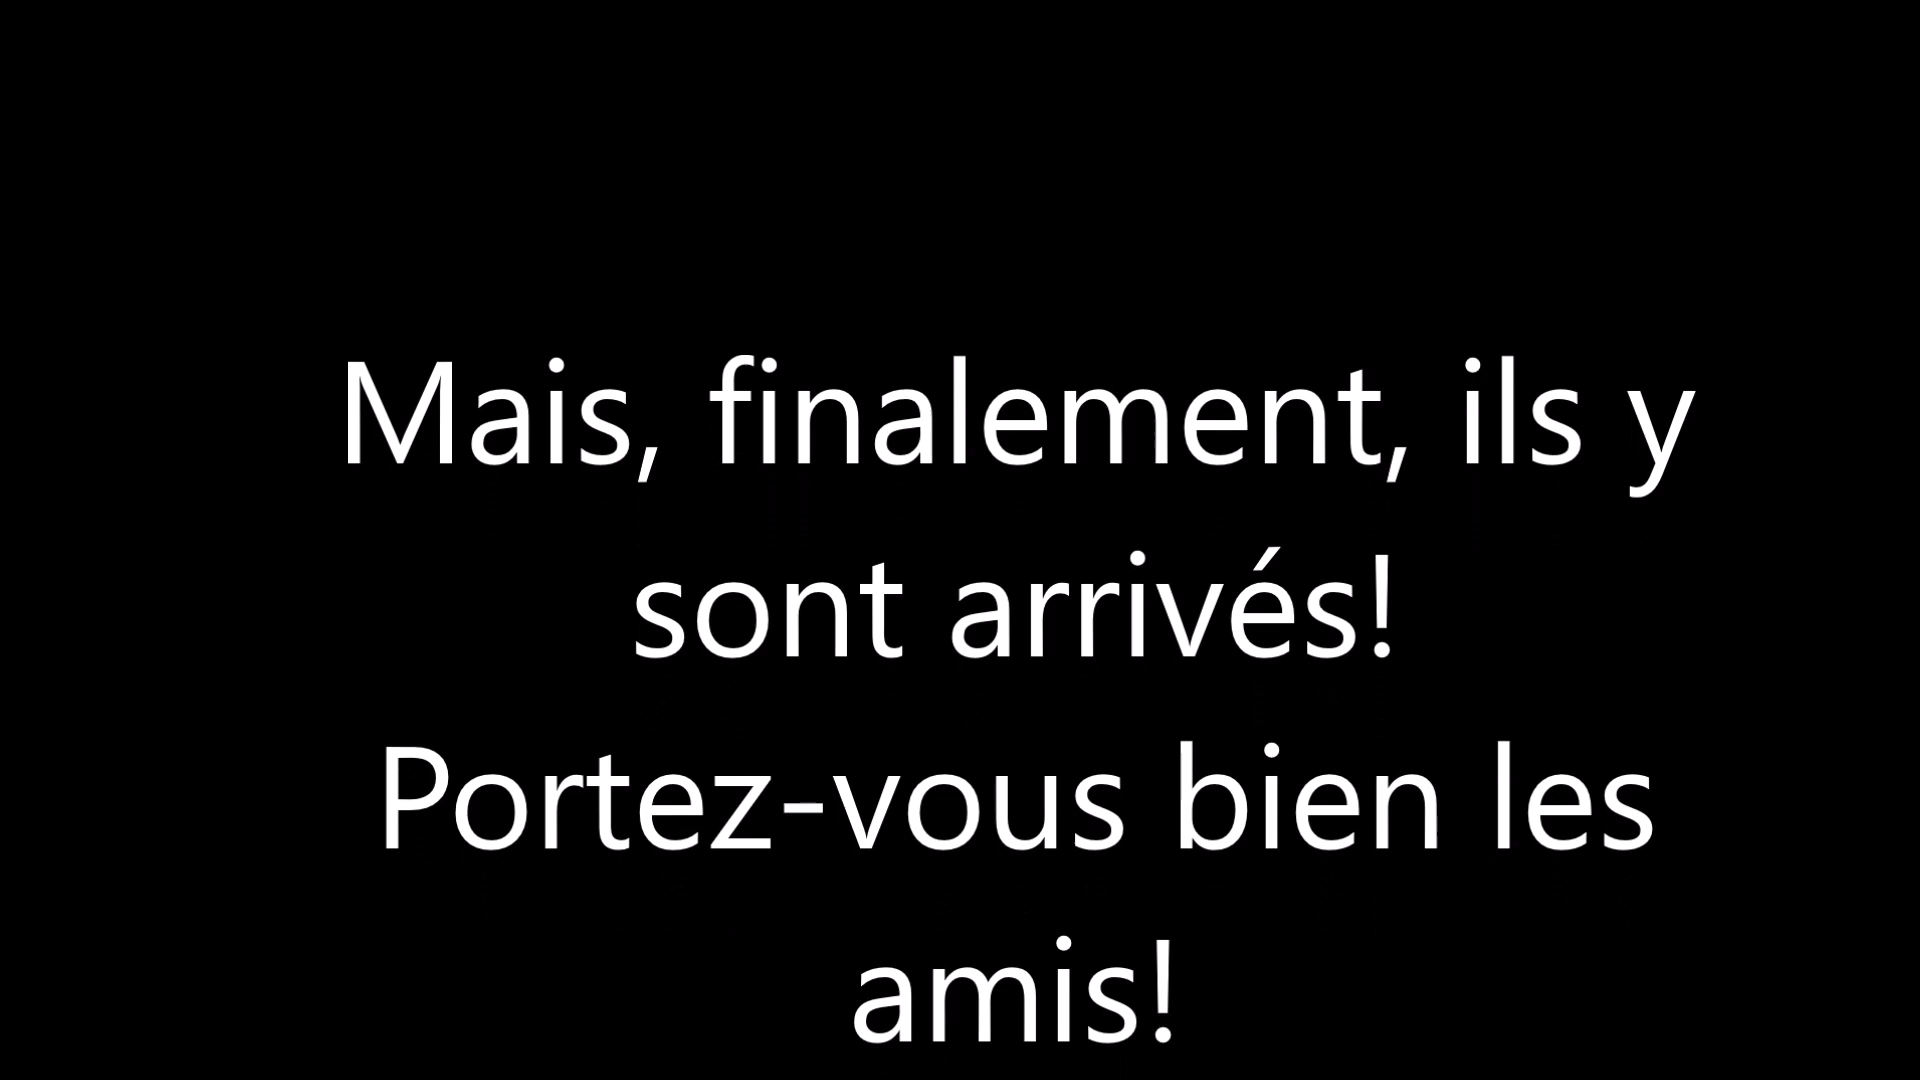 Mais, finalement, ils y
sont arrivés!
Portez-vous bien les
amis!